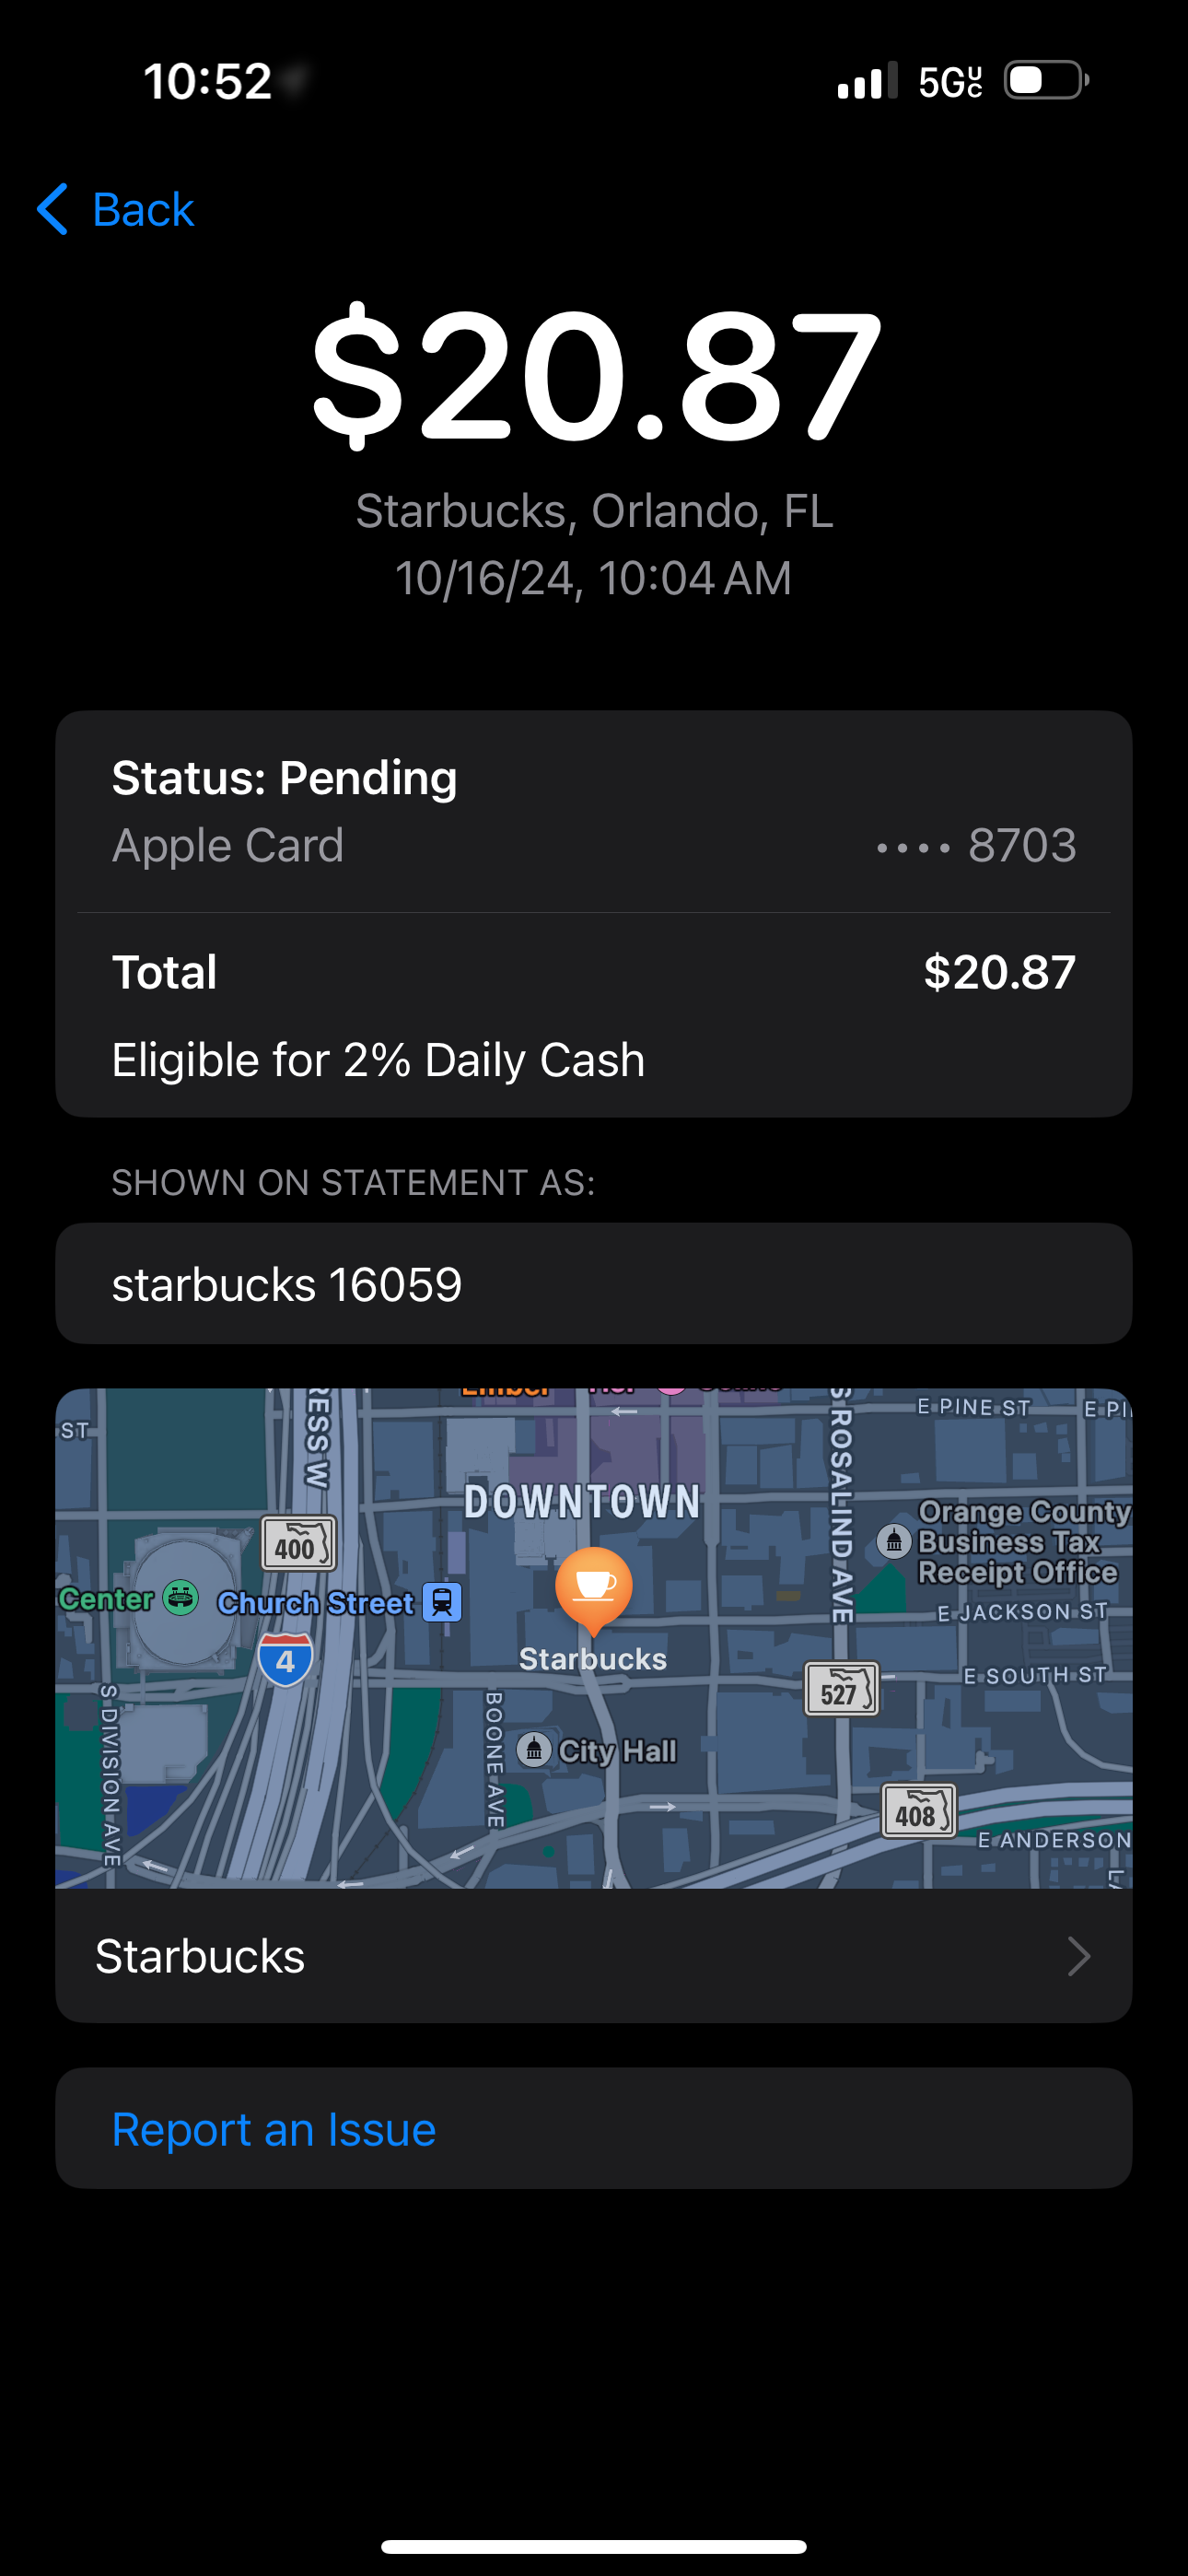 10:52
5G UC
Back
$20.87
Starbucks, Orlando, FL
10/16/24, 10:04 AM
Status: Pending
Apple Card
•••• 8703
Total
$20.87
Eligible for 2% Daily Cash
SHOWN ON STATEMENT AS:
starbucks 16059
E PINE ST
ST
RESS W
S ROSALIND AVE
DOWNTOWN
Orange County
Business Tax
Receipt Office
400
Center
Church Street
E JACKSON ST
4
Starbucks
E SOUTH ST
527
S DIVISION AVE
BOONE AVE
City Hall
408
E ANDERSON
Starbucks
Report an Issue